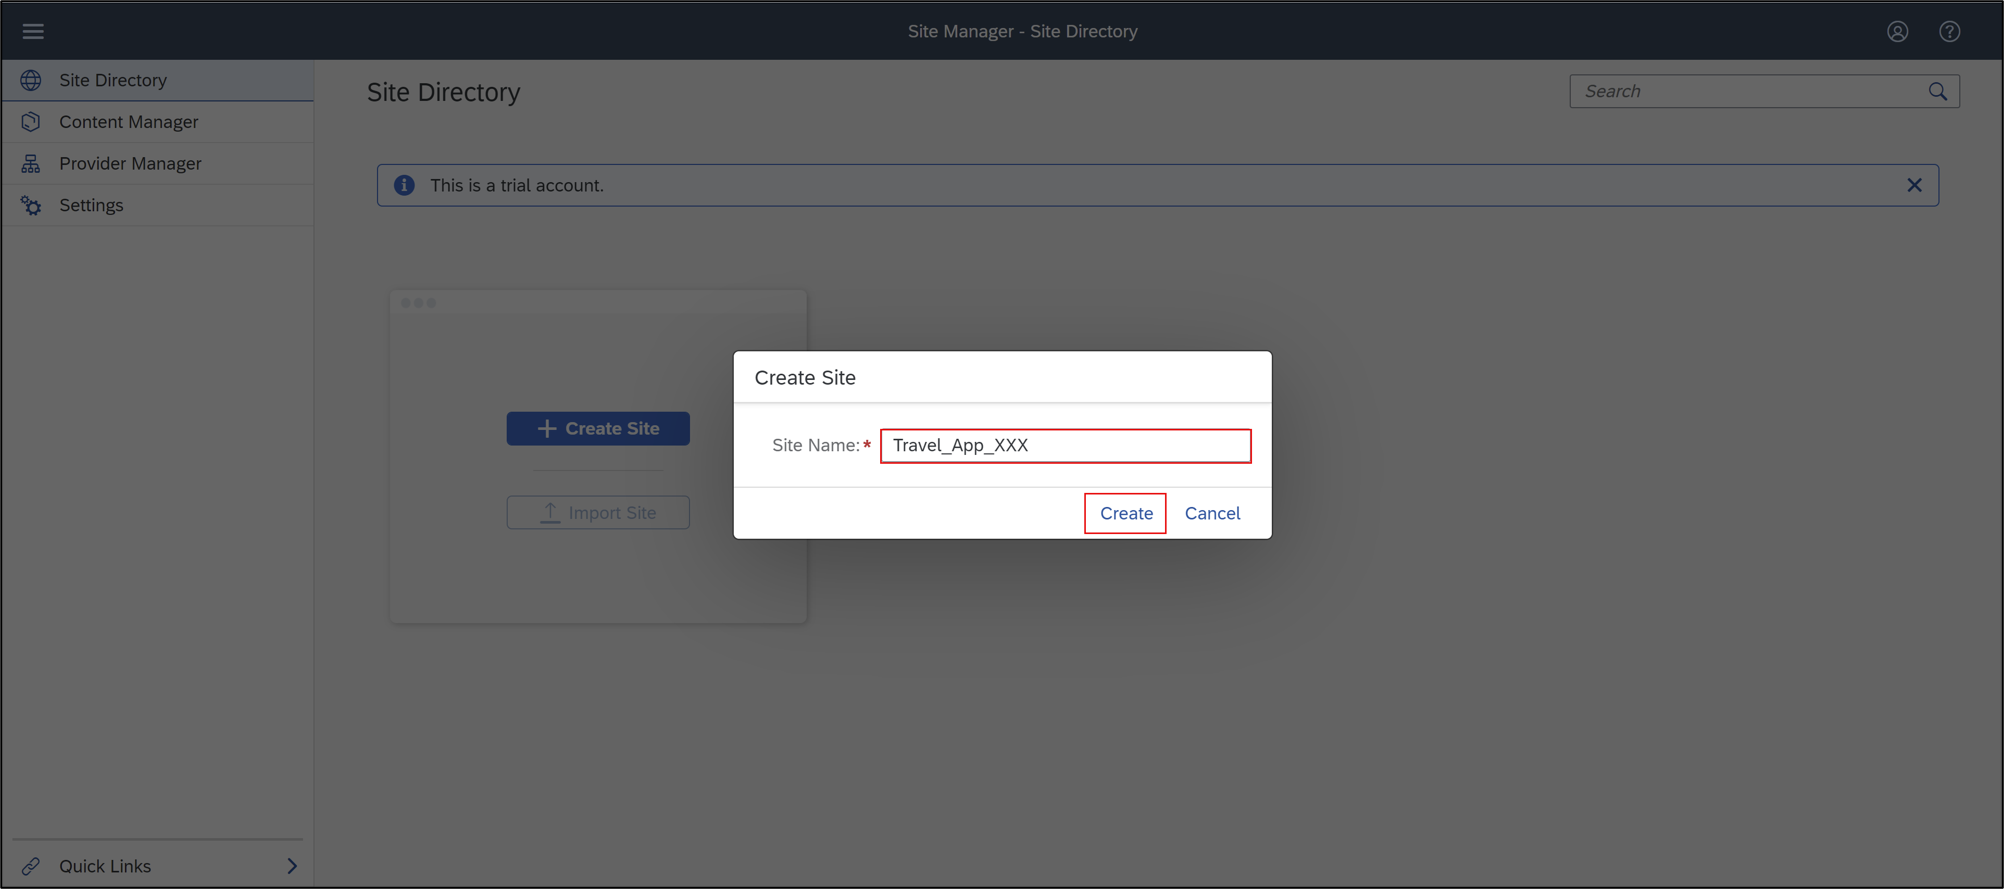 Site Manager - Site Directory
Site Directory
Content Manager
Provider Manager
Settings
Quick Links
Site Directory
Search
This is a trial account.
Create Site
Import Site
Create Site
Site Name:* Travel_App_XXX
Create Cancel